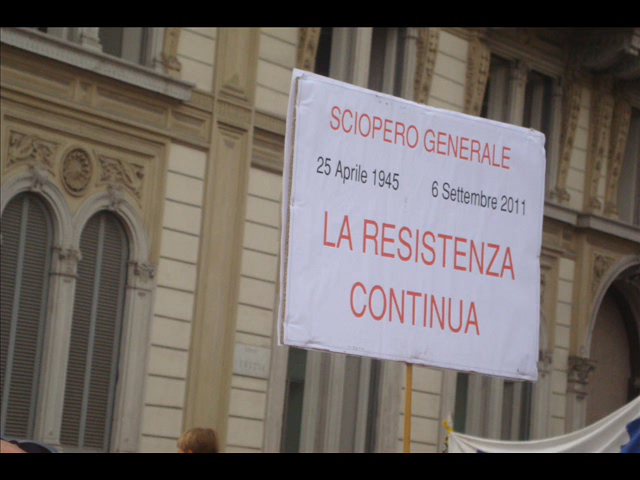 SCIOPERO GENERALE
25 Aprile 1945 6 Settembre 2011
LA RESISTENZA
CONTINUA